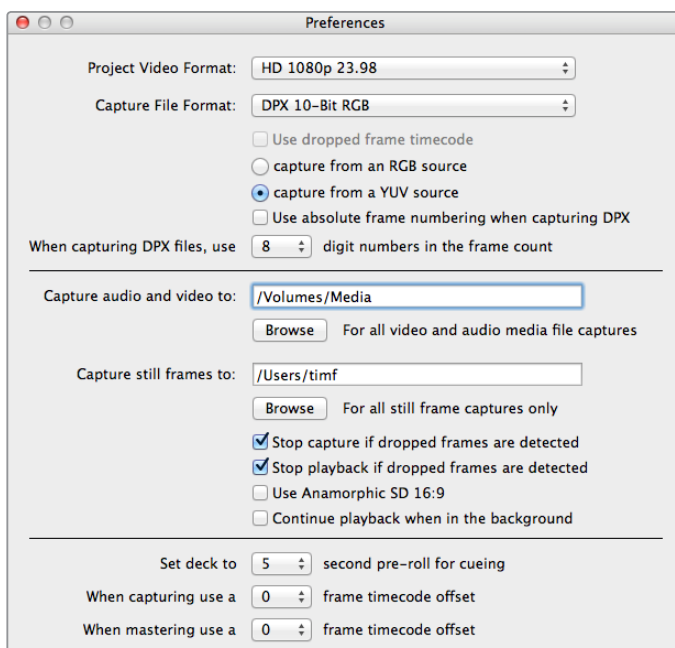 Preferences
Project Video Format: HD 1080p 23.98
Capture File Format: DPX 10-Bit RGB
Use dropped frame timecode
capture from an RGB source
capture from a YUV source
Use absolute frame numbering when capturing DPX
When capturing DPX files, use 8 digit numbers in the frame count
Capture audio and video to: /Volumes/Media
Browse For all video and audio media file captures
Capture still frames to: /Users/timf
Browse For all still frame captures only
Stop capture if dropped frames are detected
Stop playback if dropped frames are detected
Use Anamorphic SD 16:9
Continue playback when in the background
Set deck to 5 second pre-roll for cueing
When capturing use a 0 frame timecode offset
When mastering use a 0 frame timecode offset